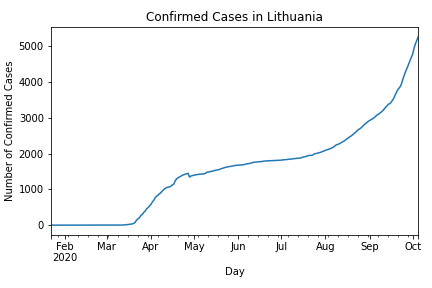 Confirmed Cases in Lithuania
Number of Confirmed Cases
5000
4000
3000
2000
1000
0
Feb Mar Apr May Jun Jul Aug Sep Oct
2020
Day